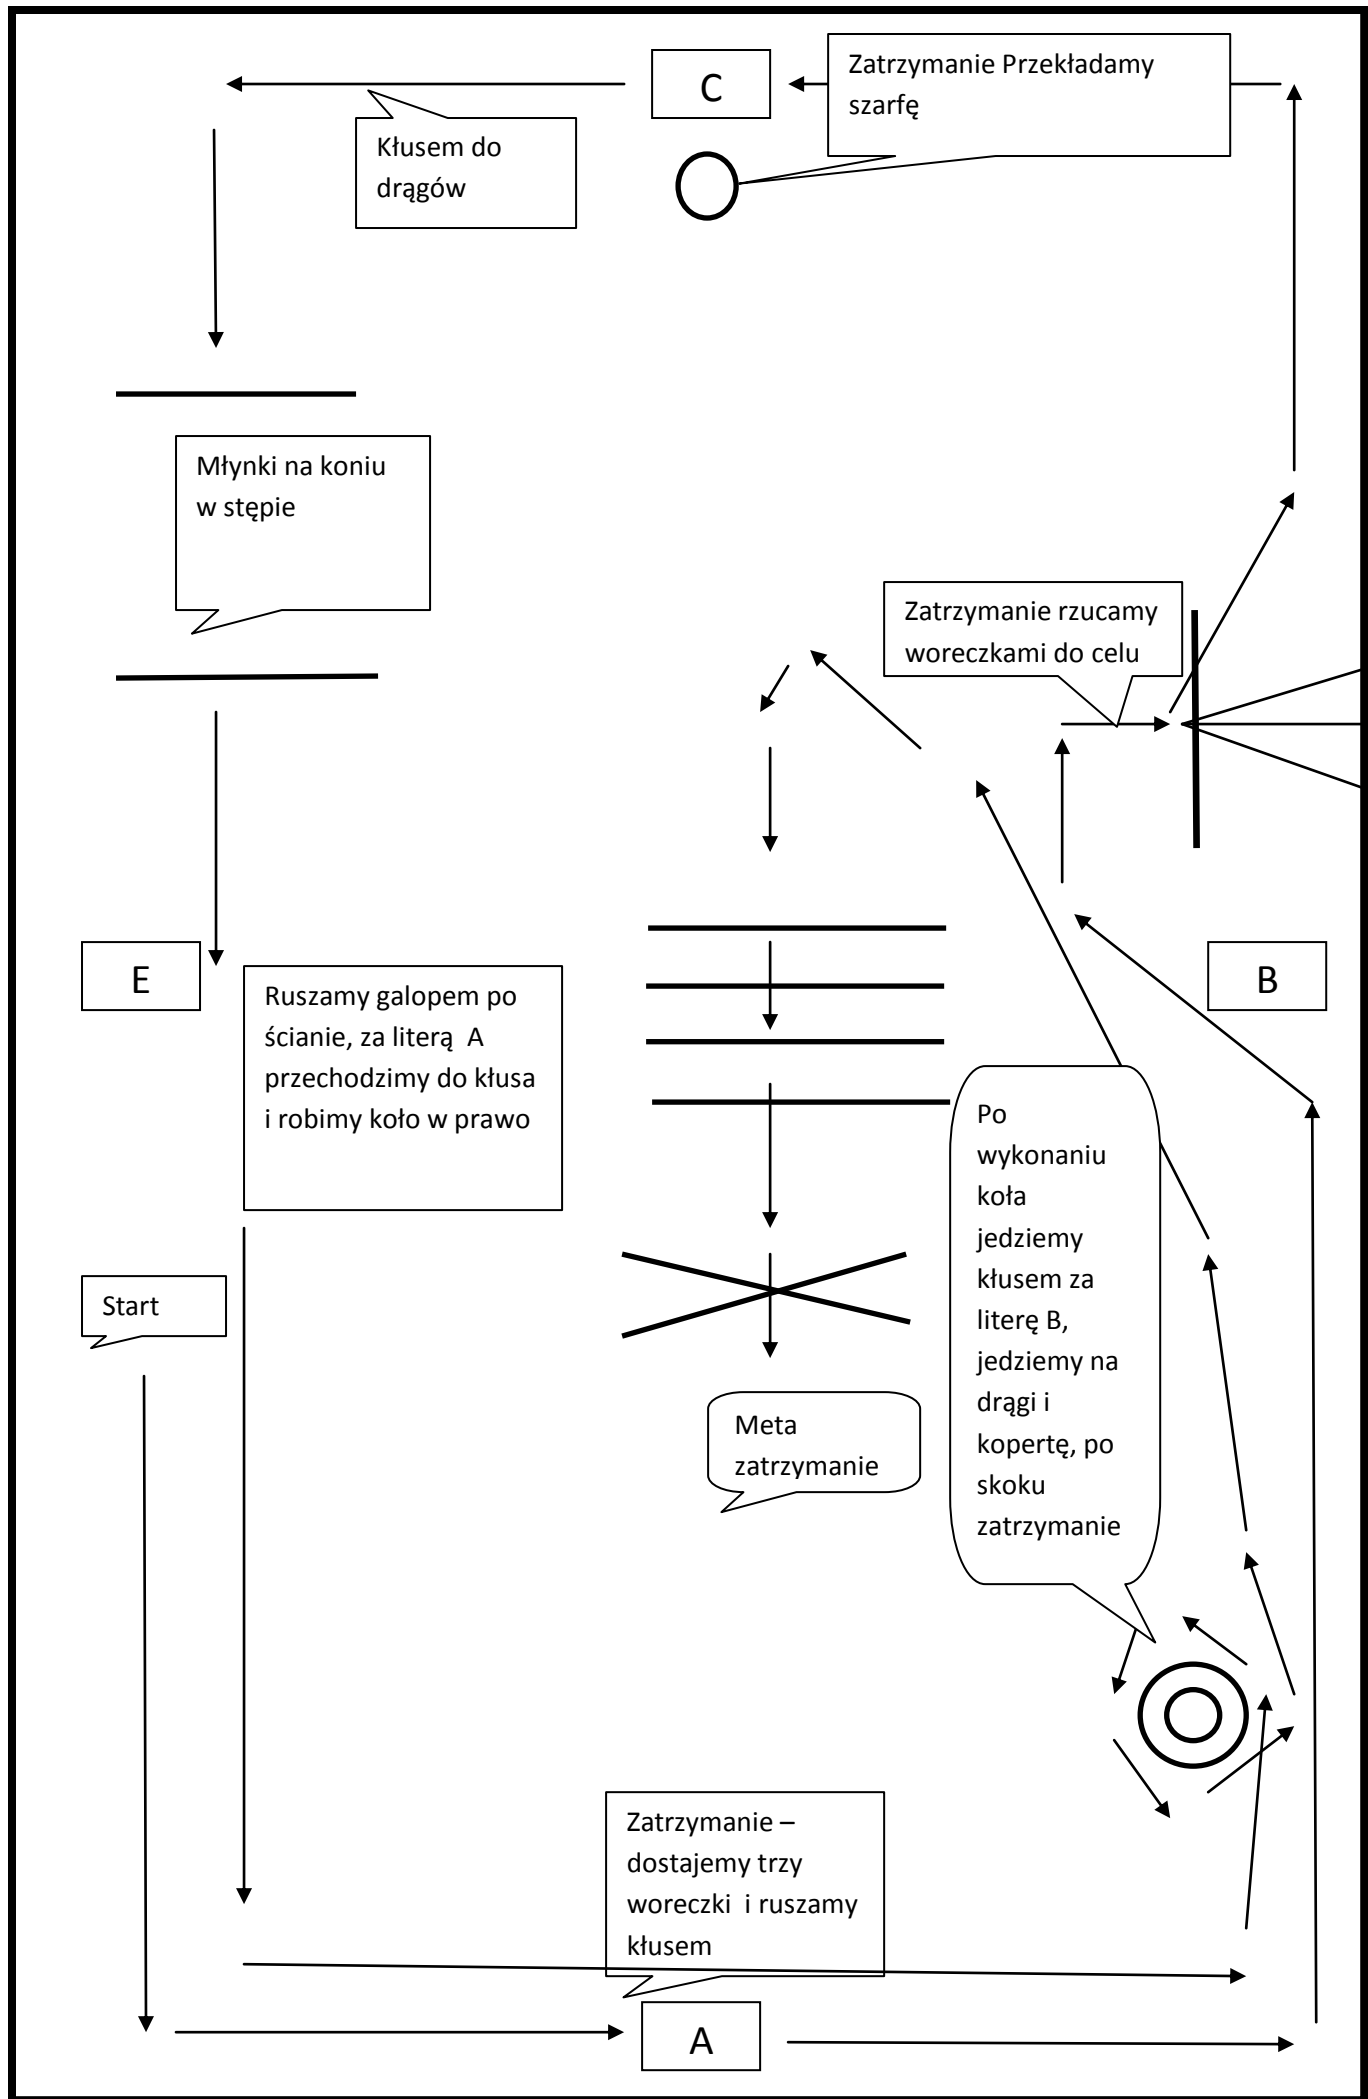 C
Zatrzymanie Przekładamy
szarfę
Kłusem do
drągów
Młynki na koniu
w stępie
Zatrzymanie rzucamy
woreczkami do celu
E
B
Ruszamy galopem po
ścianie, za literą A
przechodzimy do kłusa
i robimy koło w prawo
Po
wykonaniu
koła
jedziemy
kłusem za
literę B,
jedziemy na
drągi i
kopertę, po
skoku
zatrzymanie
Start
Meta
zatrzymanie
Zatrzymanie –
dostajemy trzy
woreczki i ruszamy
kłusem
A